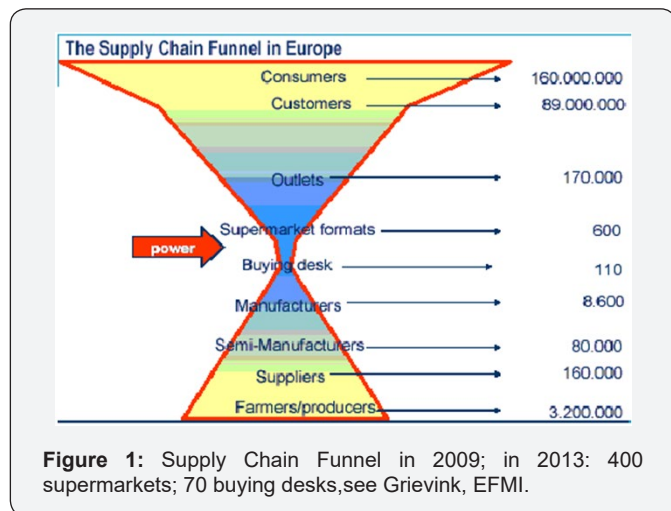 The Supply Chain Funnel in Europe
Consumers 160.000.000
Customers 89.000.000
Outlets 170.000
Supermarket formats 600
power
Buying desk 110
Manufacturers 8.600
Semi-Manufacturers 80.000
Suppliers 160.000
Farmers/producers 3.200.000
Figure 1: Supply Chain Funnel in 2009; in 2013: 400
supermarkets; 70 buying desks,see Grievink, EFMI.